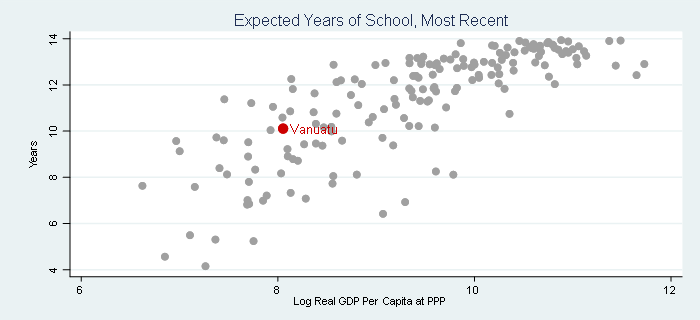 Expected Years of School, Most Recent
14
12
10
8
6
4
Years
Vanuatu
6
8
10
12
Log Real GDP Per Capita at PPP